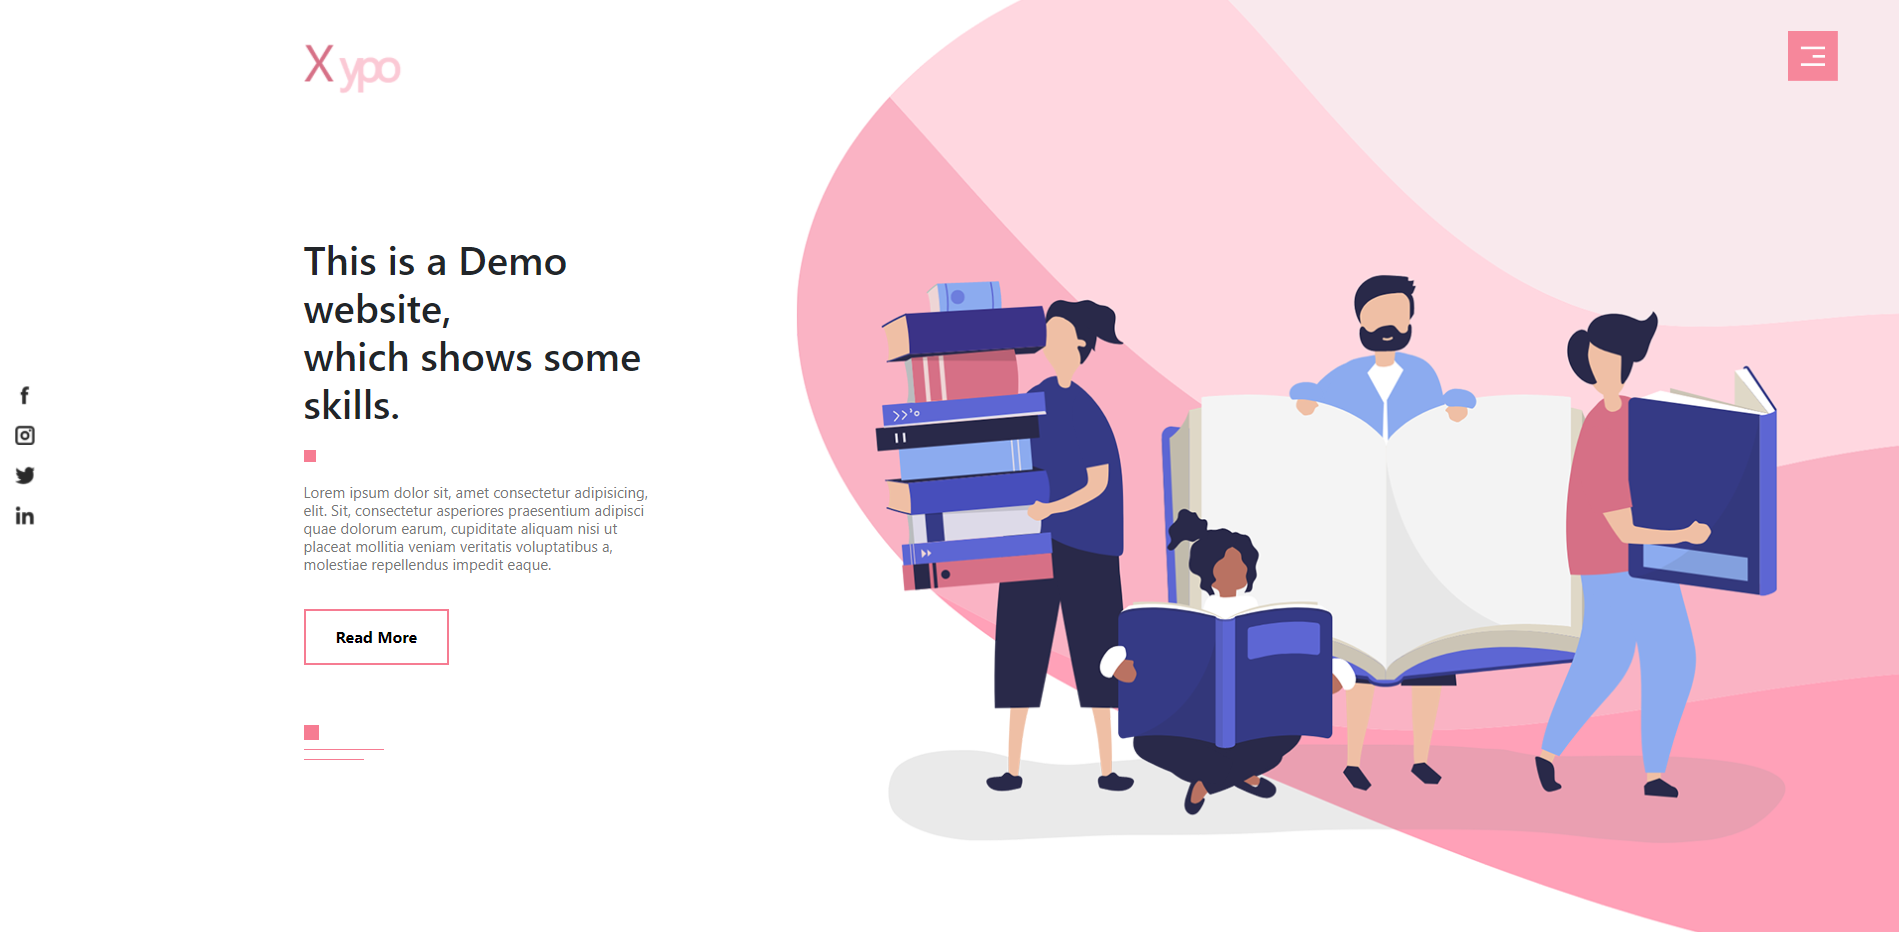 X ypo
This is a Demo
website,
which shows some
skills.
Lorem ipsum dolor sit, amet consectetur adipisicing,
elit. Sit, consectetur asperiores praesentium adipisci
quae dolorum earum, cupiditate aliquam nisi ut
placeat mollitia veniam veritatis voluptatibus a,
molestiae repellendus impedit eaque.
Read More